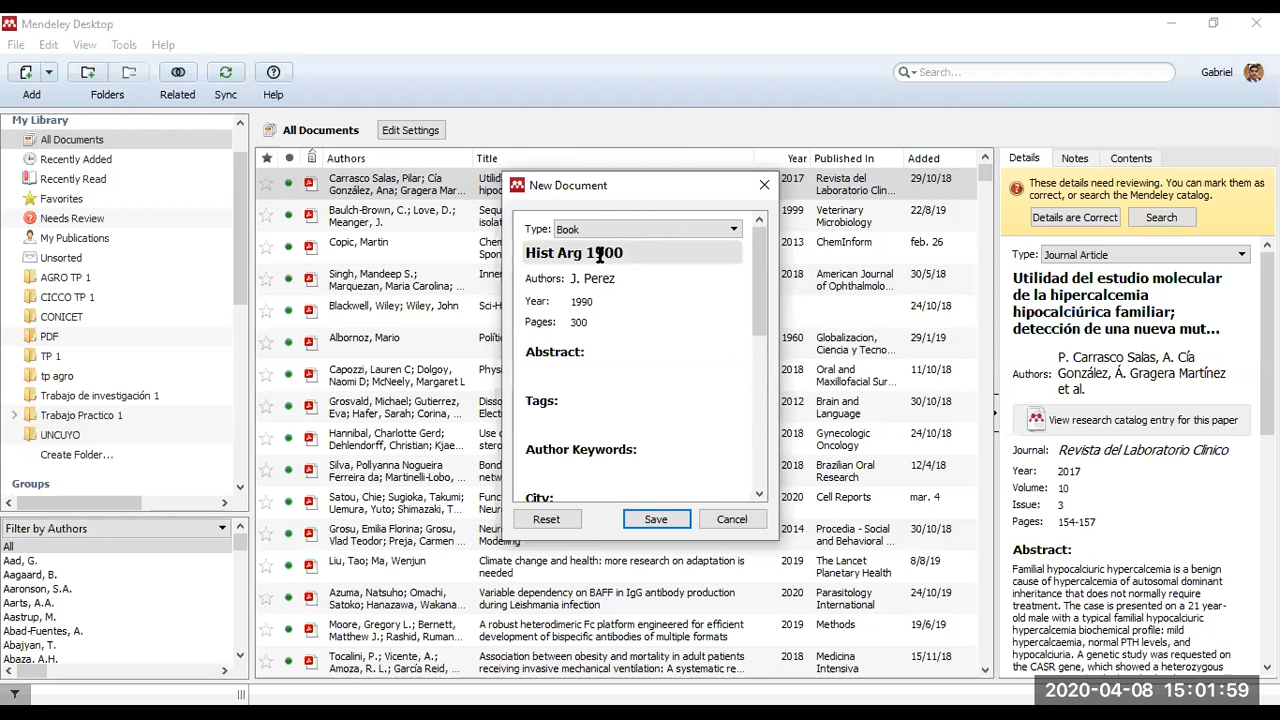 Mendeley Desktop
File Edit View Tools Help
Search...
Gabriel
Add Folders Related Sync Help
My Library
All Documents
Recently Added
Recently Read
Favorites
Needs Review
My Publications
Unsorted
AGRO TP 1
CICCO TP 1
CONICET
PDF
TP 1
tp agro
Trabajo de investigación 1
Trabajo Practico 1
UNCUYO
Create Folder...
Groups
Filter by Authors
All
Aad, G.
Aagaard, B.
Aaronson, S.A.
Aarts, A.A.
Aastrup, M.
Abad-Fuentes, A.
Abajyan, T.
Abaza, H.
All Documents Edit Settings
Authors Title Year Published In Added
Carrasco Salas, Pilar; Cía 2017 Revista del 29/10/18
González, Ana; Gragera Mar... Laboratorio Clin...
Baulch-Brown, C.; Love, D.; 1999 Veterinary 22/8/19
Meanger, J. Microbiology
Copic, Martin 2013 ChemInform feb. 26
Singh, Mandeep S.; 2018 American Journal 30/5/18
Marquezan, Maria Carolina; of Ophthalmolo...
Blackwell, Wiley; Wiley, John Sci-H 24/10/18
Albornoz, Mario 1960 Globalizacion, 29/1/19
Ciencia y Tecno...
Capozzi, Lauren C; Dolgoy, 2018 Oral and 11/10/18
Naomi D; McNeely, Margaret L Maxillofacial Sur...
Grosvald, Michael; Gutierrez, 2012 Brain and 30/10/18
Eva; Hafer, Sarah; Corina, ... Language
Hannibal, Charlotte Gerd; 2018 Gynecologic 24/10/18
Dehlendorff, Christian; Kjae... Oncology
Silva, Pollyanna Nogueira 2018 Brazilian Oral 12/4/18
Ferreira da; Martinelli-Lobo, ... Research
Satou, Chie; Sugioka, Takumi; 2020 Cell Reports mar. 4
Uemura, Yuto; Shimazaki, T...
Grosu, Emilia Florina; Grosu, 2014 Procedia - Social 30/10/18
Vlad Teodor; Preja, Carmen ... Modeling and Behavioral ...
Liu, Tao; Ma, Wenjun Climate change and health: more research on adaptation is 2018 The Lancet 8/8/19
needed Planetary Health
Azuma, Natsuho; Omachi, Variable dependency on BAFF in IgG antibody production 2020 Parasitology 24/10/19
Satoko; Hanazawa, Wakana... during Leishmania infection International
Moore, Gregory L.; Bernett, A robust heterodimeric Fc platform engineered for efficient 2019 Methods 19/6/19
Matthew J.; Rashid, Ruman... development of bispecific antibodies of multiple formats
Tocalini, P.; Vicente, A.; Association between obesity and mortality in adult patients 2018 Medicina 15/11/18
Amoza, R. L.; García Reid, ... receiving invasive mechanical ventilation: A systematic re... Intensiva
New Document
Type: Book
Hist Arg 1900
Authors: J. Perez
Year: 1990
Pages: 300
Abstract:
Tags:
Author Keywords:
City:
Reset Save Cancel
Details Notes Contents
These details need reviewing. You can mark them as
correct, or search the Mendeley catalog.
Details are Correct Search
Type: Journal Article
Utilidad del estudio molecular
de la hipercalcemia
hipocalciúrica familiar;
detección de una nueva mut...
P. Carrasco Salas, A. Cía
Authors: González, Á. Gragera Martínez
et al.
View research catalog entry for this paper
Journal: Revista del Laboratorio Clinico
Year: 2017
Volume: 10
Issue: 3
Pages: 154-157
Abstract:
Familial hypocalciuric hypercalcemia is a benign
cause of hypercalcemia of autosomal dominant
inheritance that does not normally require
treatment. The case is presented on a 21 year-
old male with a typical familial hypocalciuric
hypercalcaemia biochemical profile: mild
hypercalcemia, normal PTH levels, and
hypocalciuria. A genetic study was requested on
the CASR gene, which showed a heterozygous
2020-04-08 15:01:59